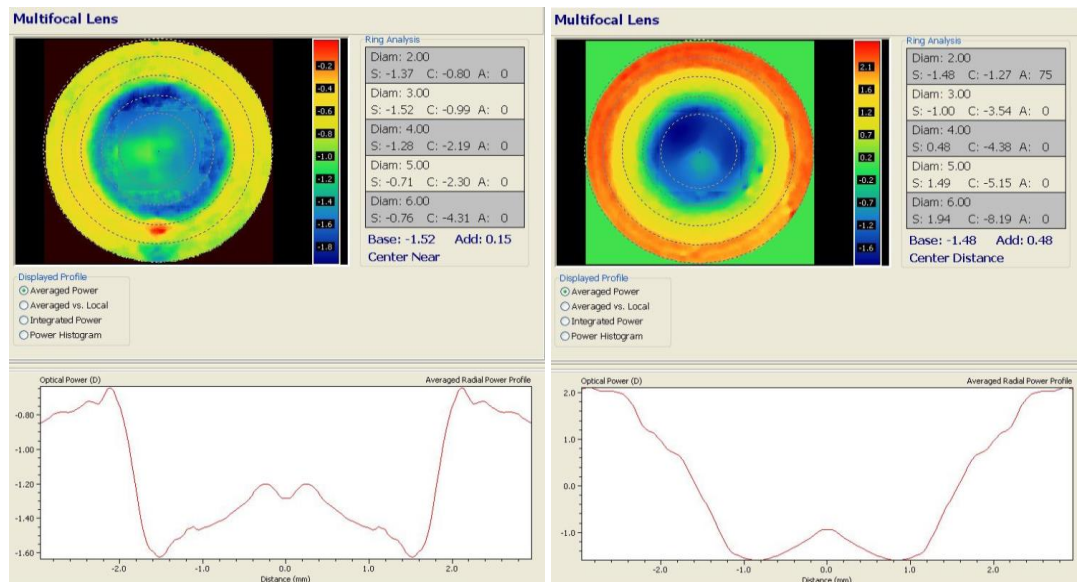 Multifocal Lens
-0.2
-0.4
-0.6
-0.8
-1.0
-1.2
-1.4
-1.6
-1.8
Ring Analysis
Diam: 2.00
S: -1.37 C: -0.80 A: 0
Diam: 3.00
S: -1.52 C: -0.99 A: 0
Diam: 4.00
S: -1.28 C: -2.19 A: 0
Diam: 5.00
S: -0.71 C: -2.30 A: 0
Diam: 6.00
S: -0.76 C: -4.31 A: 0
Base: -1.52 Add: 0.15
Center Near
Displayed Profile
Averaged Power
Averaged vs. Local
Integrated Power
Power Histogram
Optical Power (D) Averaged Radial Power Profile
-0.80
-1.00
-1.20
-1.40
-1.60
-2.0 -1.0 0.0 1.0 2.0
Distance (mm)
Multifocal Lens
2.1
1.6
1.2
0.7
0.2
-0.2
-0.7
-1.2
-1.6
Ring Analysis
Diam: 2.00
S: -1.48 C: -1.27 A: 75
Diam: 3.00
S: -1.00 C: -3.54 A: 0
Diam: 4.00
S: 0.48 C: -4.38 A: 0
Diam: 5.00
S: 1.49 C: -5.15 A: 0
Diam: 6.00
S: 1.94 C: -8.19 A: 0
Base: -1.48 Add: 0.48
Center Distance
Displayed Profile
Averaged Power
Averaged vs. Local
Integrated Power
Power Histogram
Optical Power (D) Averaged Radial Power Profile
2.0
1.0
0.0
-1.0
-2.0 -1.0 0.0 1.0 2.0
Distance (mm)